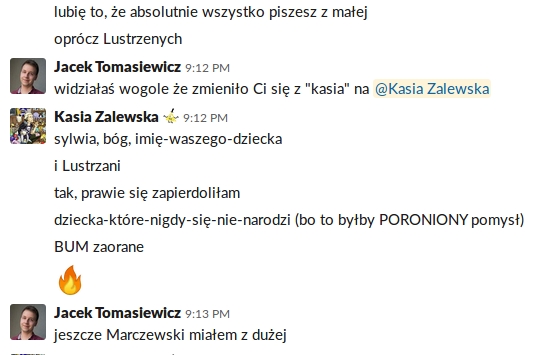 lubię to, że absolutnie wszystko piszesz z małej
oprócz Lustrzenych
Jacek Tomasiewicz 9:12 PM
widziałaś wogole że zmieniło Ci się z "kasia" na @Kasia Zalewska
Kasia Zalewska 9:12 PM
sylwia, bóg, imię-waszego-dziecka
i Lustrzani
tak, prawie się zapierdoliłam
dziecka-które-nigdy-się-nie-narodzi (bo to byłby PORONIONY pomysł)
BUM zaorane
🔥
Jacek Tomasiewicz 9:13 PM
jeszcze Marczewski miałem z dużej